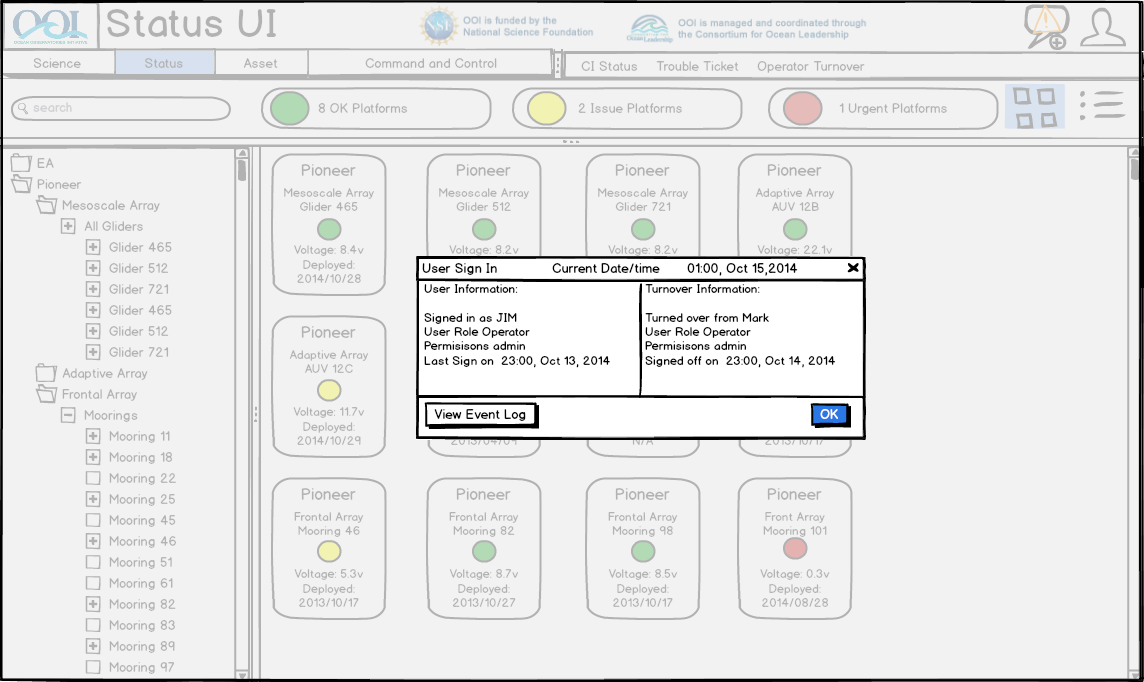 OOI
OCEAN OBSERVATORIES INITIATIVE
Status UI
NSF
OOI is funded by the
National Science Foundation
Ocean Leadership
OOI is managed and coordinated through
the Consortium for Ocean Leadership
Science
Status
Asset
Command and Control
CI Status
Trouble Ticket
Operator Turnover
search
8 OK Platforms
2 Issue Platforms
1 Urgent Platforms
EA
Pioneer
Mesoscale Array
All Gliders
Glider 465
Glider 512
Glider 721
Glider 465
Glider 512
Glider 721
Adaptive Array
Frontal Array
Moorings
Mooring 11
Mooring 18
Mooring 22
Mooring 25
Mooring 45
Mooring 46
Mooring 51
Mooring 61
Mooring 82
Mooring 83
Mooring 89
Mooring 97
Pioneer
Mesoscale Array
Glider 465
Voltage: 8.4v
Deployed:
2014/10/28
Pioneer
Mesoscale Array
Glider 512
Voltage: 8.2v
Pioneer
Mesoscale Array
Glider 721
Voltage: 8.2v
Pioneer
Adaptive Array
AUV 12B
Voltage: 22.1v
User Sign In
Current Date/time
01:00, Oct 15,2014
User Information:
Signed in as JIM
User Role Operator
Permisisons admin
Last Sign on 23:00, Oct 13, 2014
Turnover Information:
Turned over from Mark
User Role Operator
Permisisons admin
Signed off on 23:00, Oct 14, 2014
View Event Log
OK
Pioneer
Adaptive Array
AUV 12C
Voltage: 11.7v
Deployed:
2014/10/29
2013/04/09
N/A
2013/10/17
Pioneer
Frontal Array
Mooring 46
Voltage: 5.3v
Deployed:
2013/10/17
Pioneer
Frontal Array
Mooring 82
Voltage: 8.7v
Deployed:
2013/10/27
Pioneer
Frontal Array
Mooring 98
Voltage: 8.5v
Deployed:
2013/10/17
Pioneer
Front Array
Mooring 101
Voltage: 0.3v
Deployed:
2014/08/28